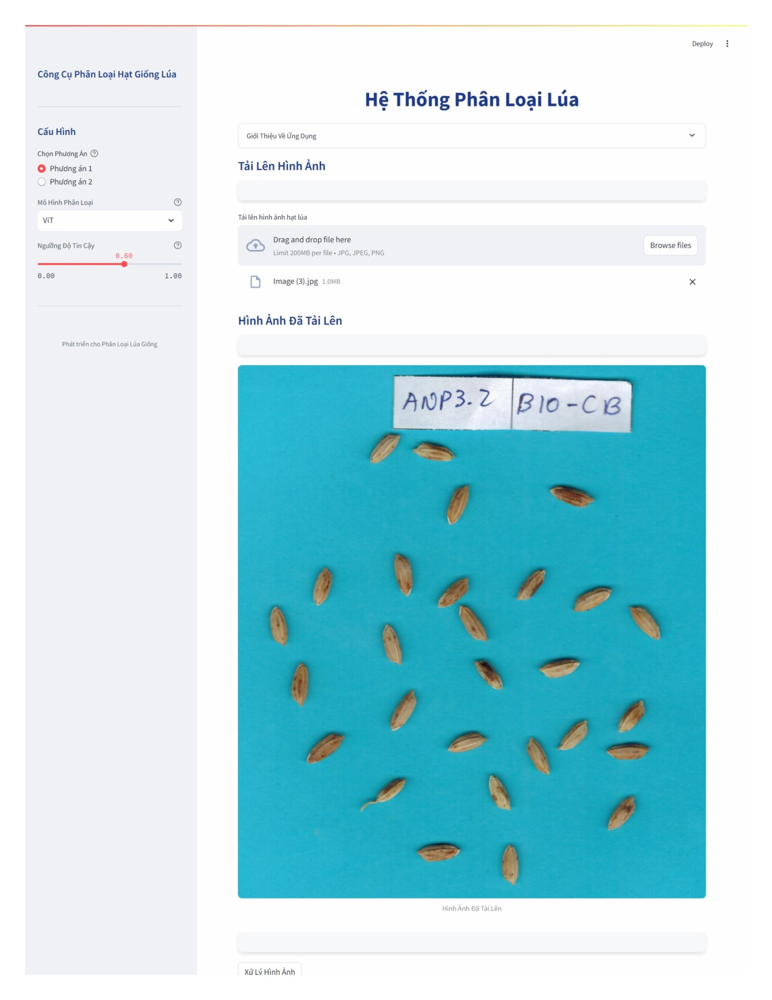 Deploy
Công Cụ Phân Loại Hạt Giống Lúa
Cấu Hình
Chọn Phương Án
Phương án 1
Phương án 2
Mô Hình Phân Loại
ViT
Ngưỡng Độ Tin Cậy
0.60
0.00 1.00
Phát triển cho Phân Loại Lúa Giống
Hệ Thống Phân Loại Lúa
Giới Thiệu Về Ứng Dụng
Tải Lên Hình Ảnh
Tải lên hình ảnh hạt lúa
Drag and drop file here
Limit 200MB per file • JPG, JPEG, PNG
Browse files
Image (3).jpg 1.0MB
Hình Ảnh Đã Tải Lên
ANP3.2 B10-CB
Hình Ảnh Đã Tải Lên
Xử Lý Hình Ảnh